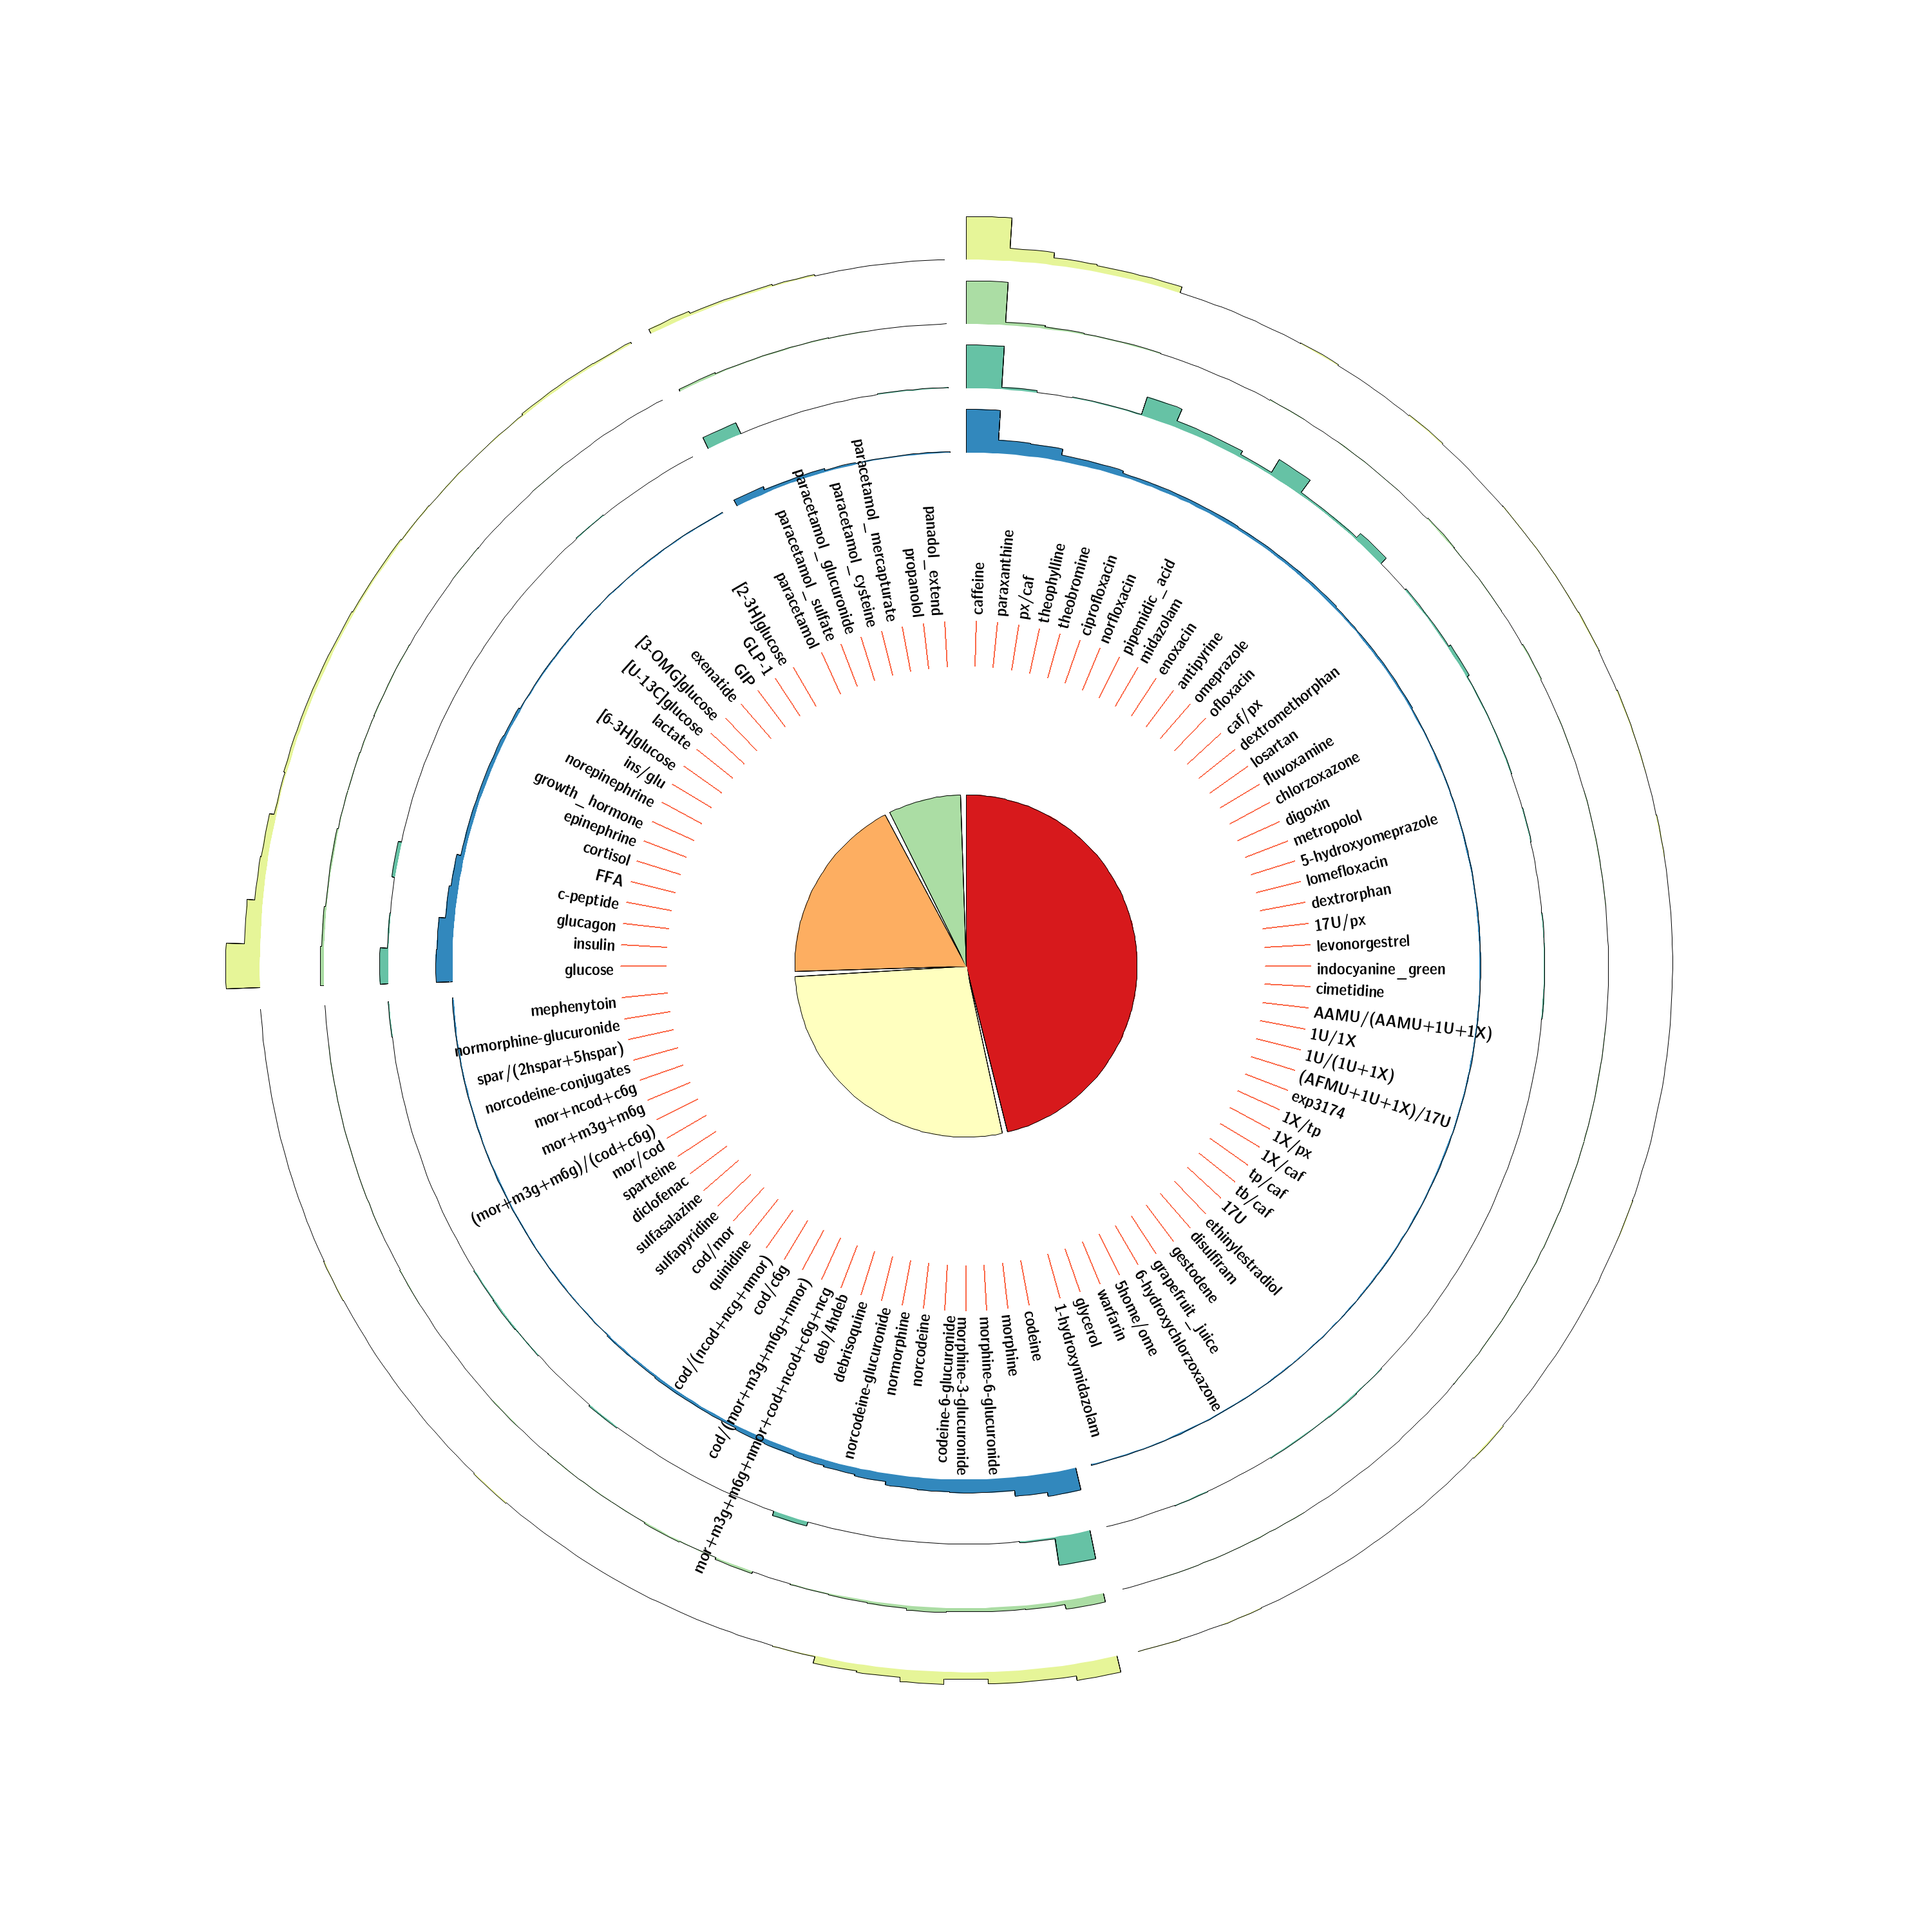 caffeine
paraxanthine
px/caf
theophylline
theobromine
ciprofloxacin
norfloxacin
pipemidic_acid
midazolam
enoxacin
antipyrine
omeprazole
ofloxacin
caf/px
dextromethorphan
losartan
fluvoxamine
chlorzoxazone
digoxin
metropolol
5-hydroxyomeprazole
lomefloxacin
dextrorphan
17U/px
levonorgestrel
indocyanine_green
cimetidine
AAMU/(AAMU+1U+1X)
1U/1X
1U/(1U+1X)
(AFMU+1U+1X)/17U
exp3174
1X/tp
1X/px
1X/caf
tp/caf
tb/caf
17U
ethinylestradiol
disulfiram
gestodene
grapefruit_juice
6-hydroxychlorzoxazone
5home/ome
warfarin
glycerol
1-hydroxymidazolam
codeine
morphine
morphine-6-glucuronide
morphine-3-glucuronide
codeine-6-glucuronide
norcodeine
normorphine
norcodeine-glucuronide
debrisoquine
deb/4hdeb
mor+m3g+m6g+nmor+cod+ncod+c6g+ncg
cod/(mor+m3g+m6g+nmor)
cod/c6g
cod/(ncod+ncg+nmor)
quinidine
cod/mor
sulfapyridine
sulfasalazine
diclofenac
sparteine
mor/cod
(mor+m3g+m6g)/(cod+c6g)
mor+m3g+m6g
mor+ncod+c6g
norcodeine-conjugates
spar/(2hspar+5hspar)
normorphine-glucuronide
mephenytoin
glucose
insulin
glucagon
c-peptide
FFA
cortisol
epinephrine
growth_hormone
norepinephrine
ins/glu
[6-3H]glucose
lactate
[U-13C]glucose
[3-OMG]glucose
exenatide
GIP
GLP-1
[2-3H]glucose
paracetamol
paracetamol_sulfate
paracetamol_glucuronide
paracetamol_cysteine
paracetamol_mercapturate
propanolol
panadol_extend